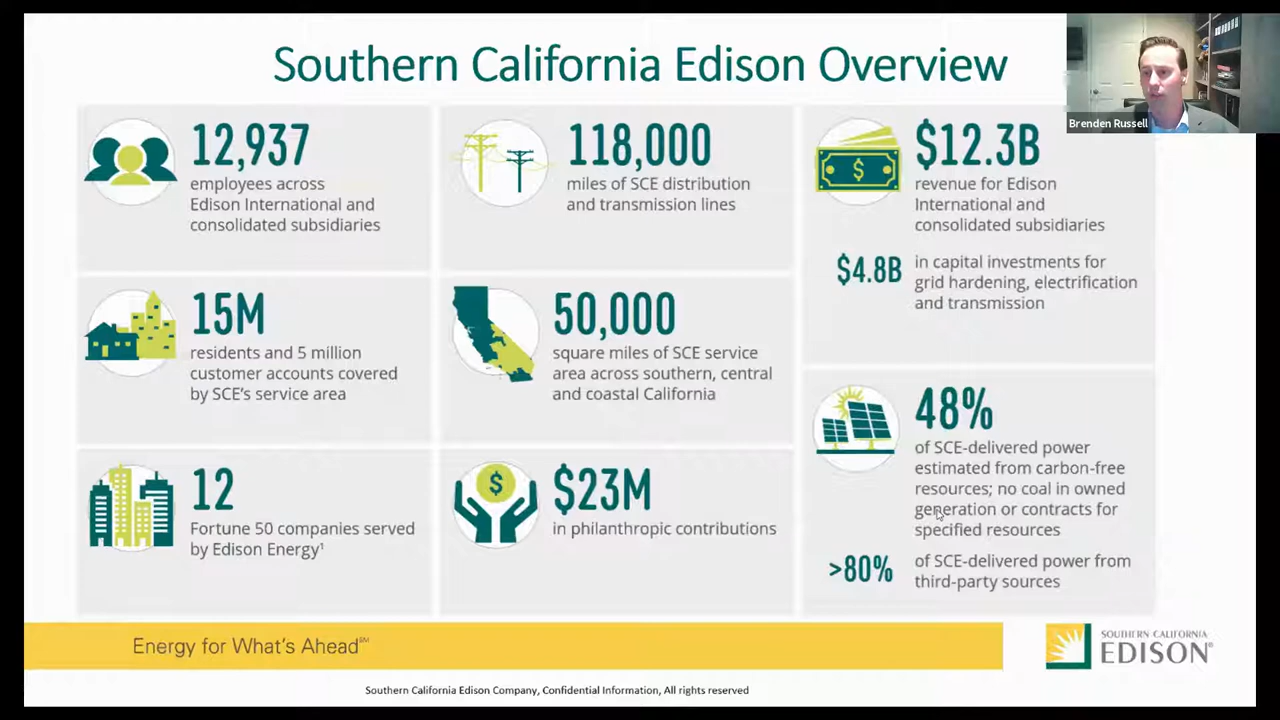 Southern California Edison Overview
Brenden Russell
12,937
employees across
Edison International and
consolidated subsidiaries
118,000
miles of SCE distribution
and transmission lines
$12.3B
revenue for Edison
International and
consolidated subsidiaries
$4.8B
in capital investments for
grid hardening, electrification
and transmission
15M
residents and 5 million
customer accounts covered
by SCE's service area
50,000
square miles of SCE service
area across southern, central
and coastal California
48%
of SCE-delivered power
estimated from carbon-free
resources; no coal in owned
generation or contracts for
specified resources
>80%
of SCE-delivered power from
third-party sources
12
Fortune 50 companies served
by Edison Energy¹
$23M
in philanthropic contributions
Energy for What's Ahead℠
SOUTHERN CALIFORNIA
EDISON®
Southern California Edison Company, Confidential Information, All rights reserved